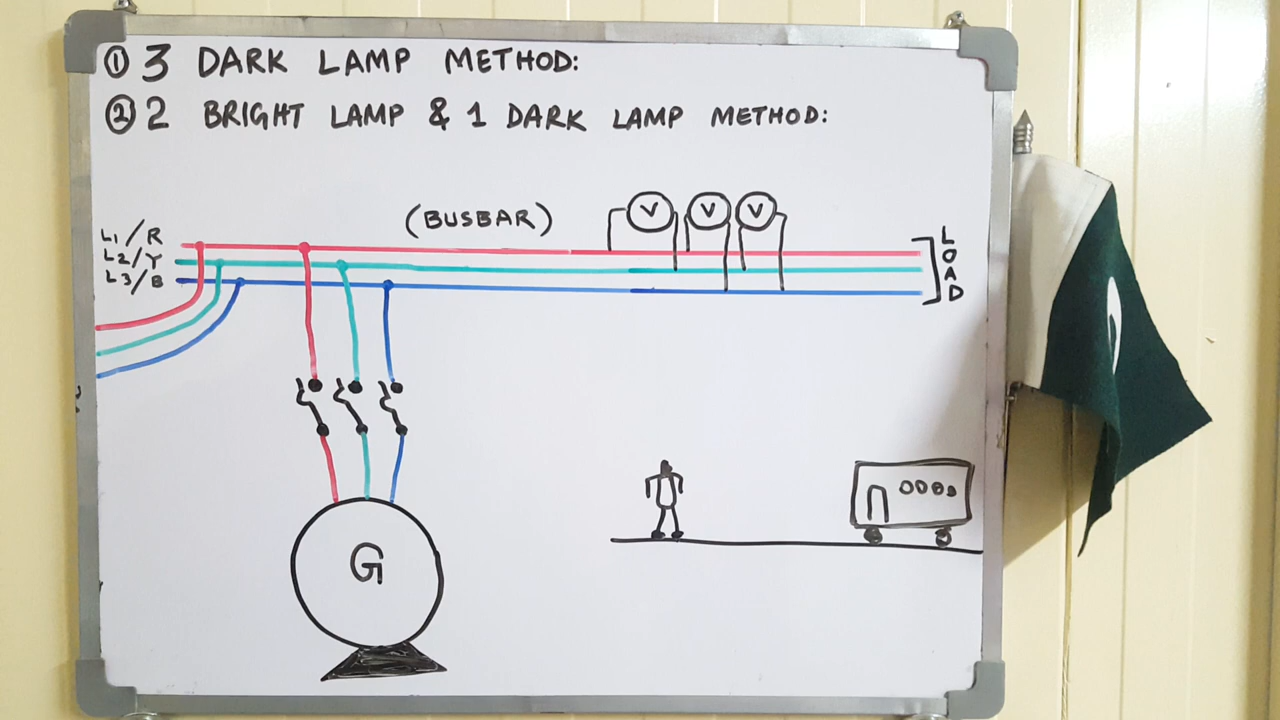 ① 3 DARK LAMP METHOD:
② 2 BRIGHT LAMP & 1 DARK LAMP METHOD:
(BUSBAR)
V V V
L1/R
L2/Y
L3/B
LOAD
G